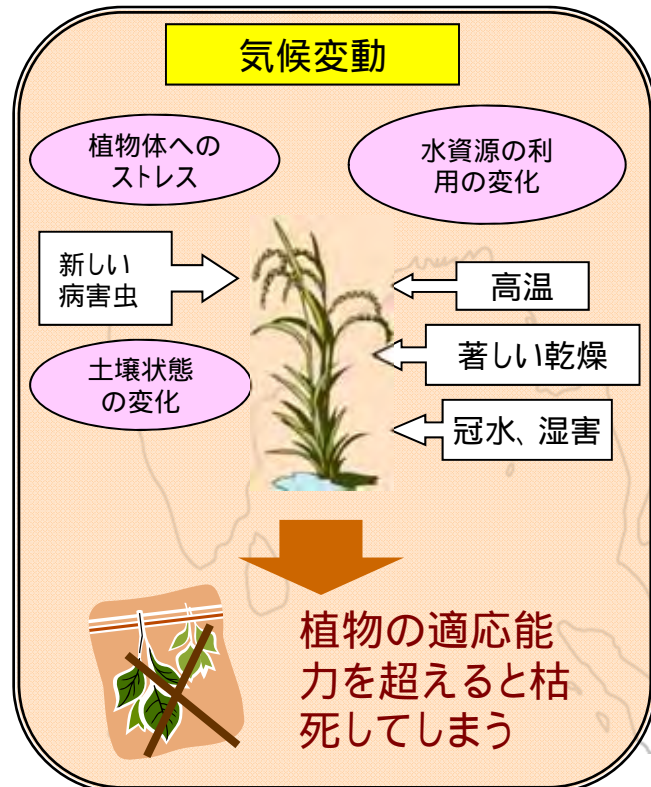 気候変動
植物体への
ストレス
水資源の利
用の変化
新しい
病害虫
高温
著しい乾燥
土壌状態
の変化
冠水、湿害
植物の適応能
力を超えると枯
死してしまう